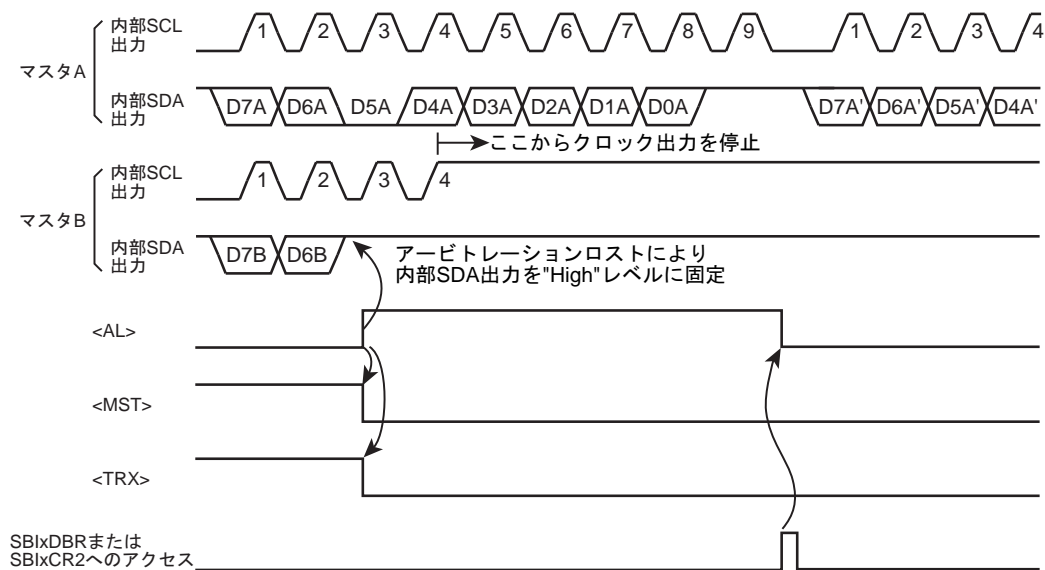 マスタA
内部SCL
出力
1 2 3 4 5 6 7 8 9 1 2 3 4
内部SDA
出力
D7A D6A D5A D4A D3A D2A D1A D0A D7A' D6A' D5A' D4A'
ここからクロック出力を停止
マスタB
内部SCL
出力
1 2 3 4
内部SDA
出力
D7B D6B
アービトレーションロストにより
内部SDA出力を"High"レベルに固定
<AL>
<MST>
<TRX>
SBIxDBRまたは
SBIxCR2へのアクセス